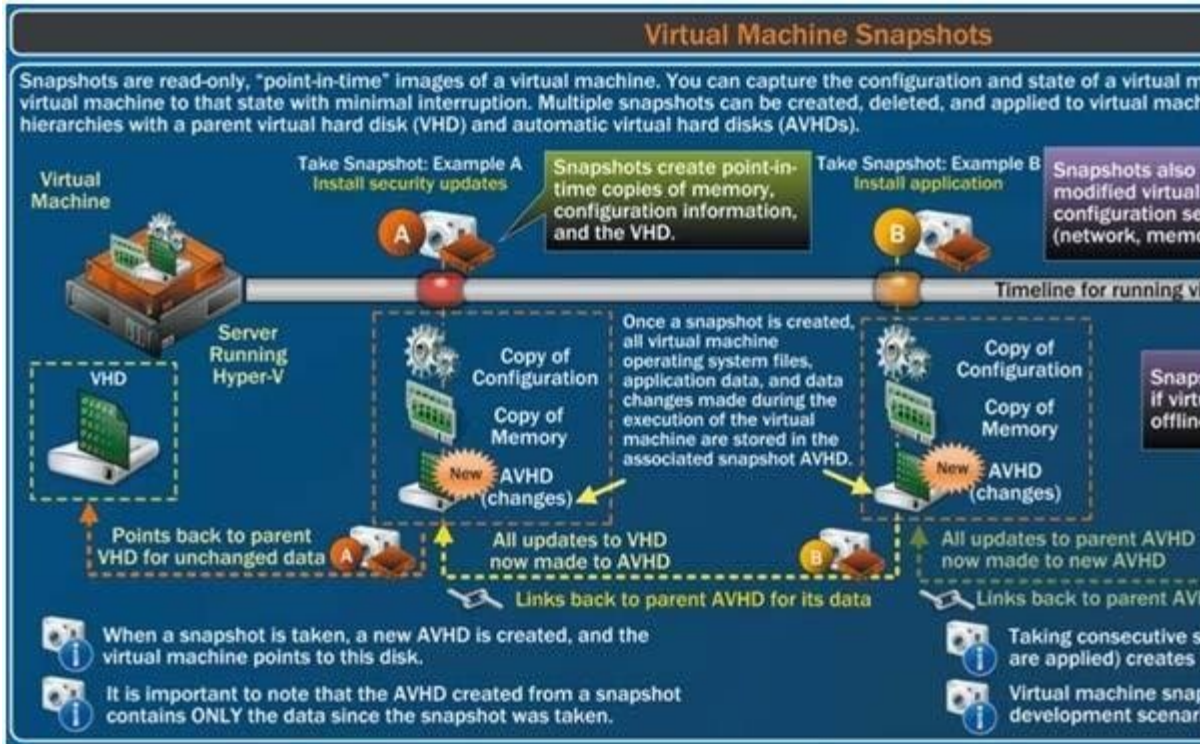 Virtual Machine Snapshots
Snapshots are read-only, "point-in-time" images of a virtual machine. You can capture the configuration and state of a virtual m
virtual machine to that state with minimal interruption. Multiple snapshots can be created, deleted, and applied to virtual mac
hierarchies with a parent virtual hard disk (VHD) and automatic virtual hard disks (AVHDs).
Virtual
Machine
Server
Running
Hyper-V
VHD
Take Snapshot: Example A
Install security updates
A
Snapshots create point-in-
time copies of memory,
configuration information,
and the VHD.
Take Snapshot: Example B
Install application
B
Snapshots also
modified virtual
configuration se
(network, memo
Timeline for running vi
Copy of
Configuration
Copy of
Memory
New
AVHD
(changes)
Once a snapshot is created,
all virtual machine
operating system files,
application data, and data
changes made during the
execution of the virtual
machine are stored in the
associated snapshot AVHD.
Copy of
Configuration
Copy of
Memory
New
AVHD
(changes)
Snaps
if virtu
offline
Points back to parent
VHD for unchanged data
A
All updates to VHD
now made to AVHD
B
Links back to parent AVHD for its data
All updates to parent AVHD
now made to new AVHD
Links back to parent AV
When a snapshot is taken, a new AVHD is created, and the
virtual machine points to this disk.
It is important to note that the AVHD created from a snapshot
contains ONLY the data since the snapshot was taken.
Taking consecutive s
are applied) creates
Virtual machine snap
development scenar